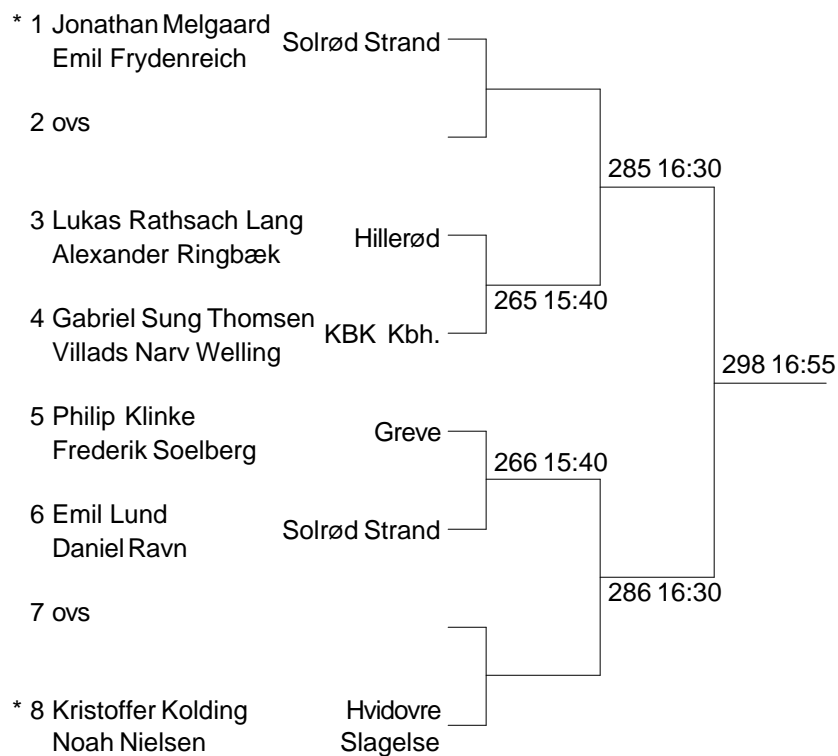 * 1 Jonathan Melgaard Solrød Strand
Emil Frydenreich
2 ovs
285 16:30
3 Lukas Rathsach Lang Hillerød
Alexander Ringbæk
265 15:40
4 Gabriel Sung Thomsen KBK Kbh.
Villads Narv Welling
298 16:55
5 Philip Klinke Greve
Frederik Soelberg
266 15:40
6 Emil Lund Solrød Strand
Daniel Ravn
286 16:30
7 ovs
* 8 Kristoffer Kolding Hvidovre
Noah Nielsen Slagelse